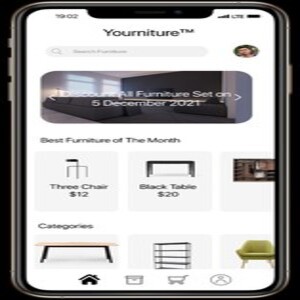 19:02
LTE
Yourniture™
Search Furniture
Discount All Furniture Set on
5 December 2021
Best Furniture of The Month
Three Chair
$12
Black Table
$20
Categories